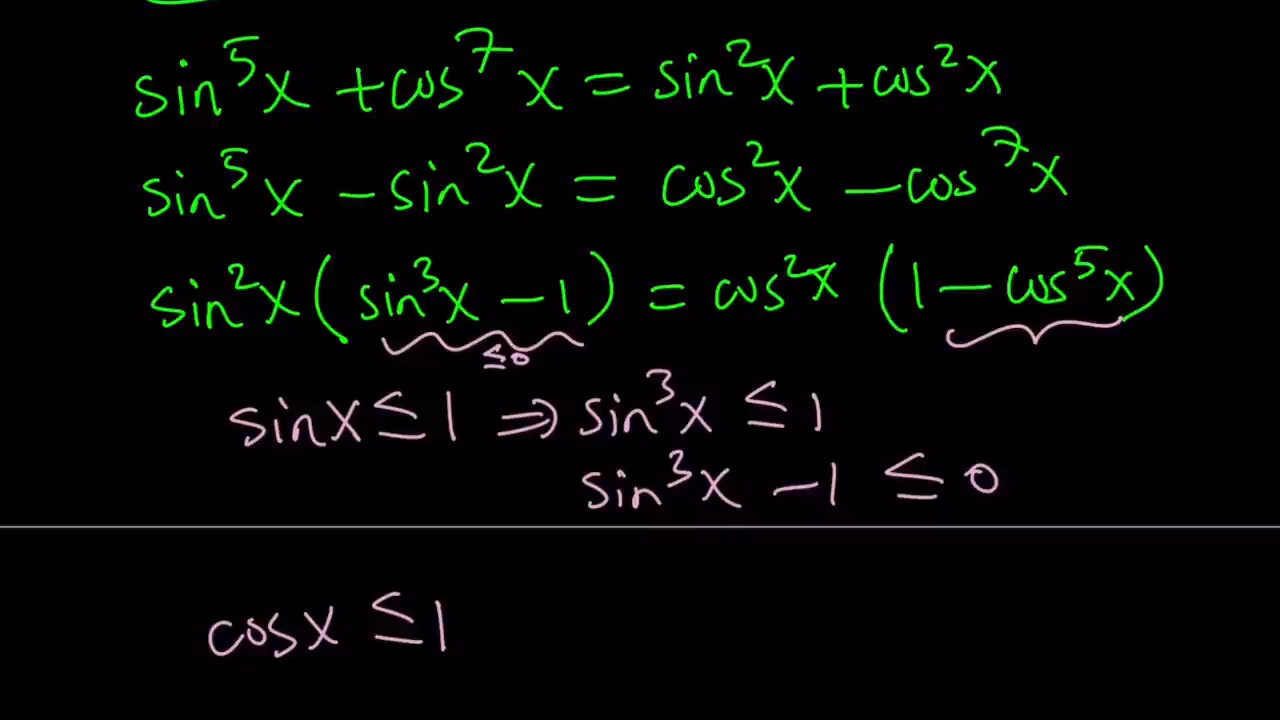 sin⁵x + cos⁷x = sin²x + cos²x
sin⁵x - sin²x = cos²x - cos⁷x
sin²x (sin³x - 1) = cos²x (1 - cos⁵x)
≤0
sinx ≤ 1 ⇒ sin³x ≤ 1
sin³x - 1 ≤ 0
cosx ≤ 1